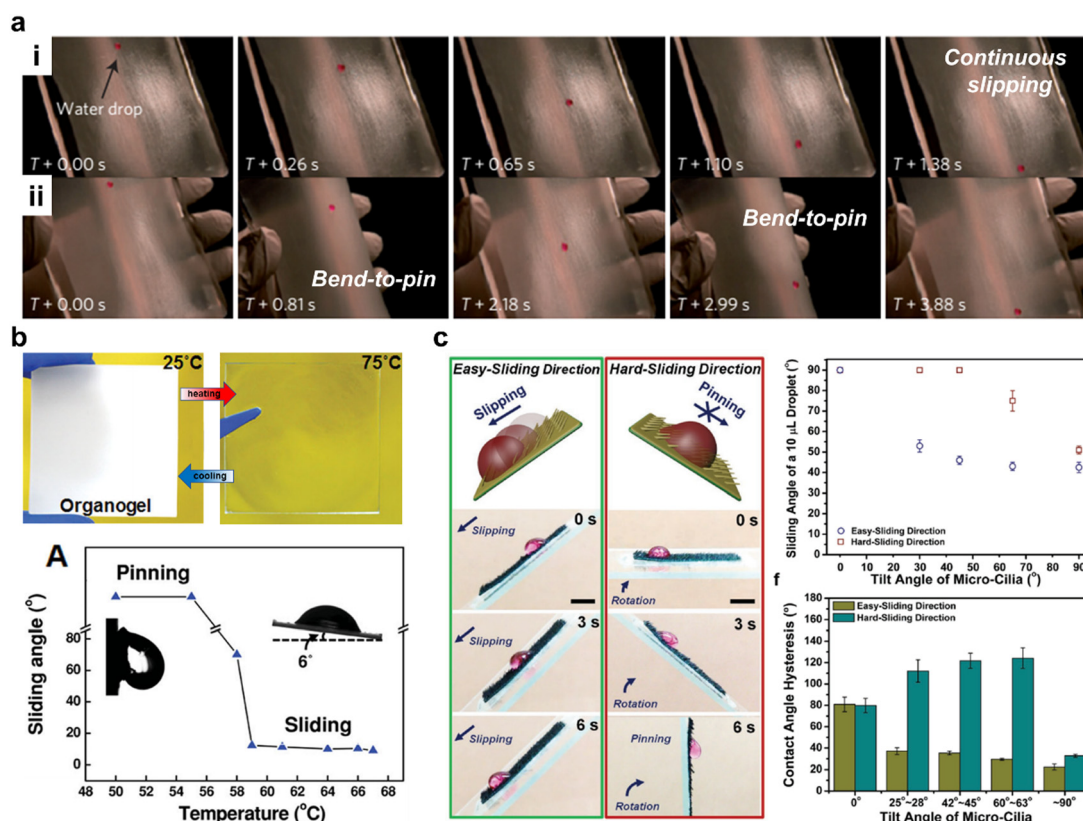 a
i
Water drop
T + 0.00 s
T + 0.26 s
T + 0.65 s
T + 1.10 s
Continuous
slipping
T + 1.38 s
ii
T + 0.00 s
Bend-to-pin
T + 0.81 s
T + 2.18 s
Bend-to-pin
T + 2.99 s
T + 3.88 s
b
25°C
heating
cooling
Organogel
75°C
A
Pinning
6°
Sliding
Sliding angle (°)
80
60
40
20
0
50 52 54 56 58 60 62 64 66 68
Temperature (°C)
c
Easy-Sliding Direction
Slipping
Slipping
0 s
Slipping
3 s
Slipping
6 s
Hard-Sliding Direction
Pinning
0 s
Rotation
3 s
Rotation
Pinning
6 s
Rotation
Sliding Angle of a 10 μL Droplet (°)
90
80
70
60
50
40
30
20
10
0
Easy-Sliding Direction
Hard-Sliding Direction
0 10 20 30 40 50 60 70 80 90
Tilt Angle of Micro-Cilia (°)
f
Contact Angle Hysteresis (°)
180
160
140
120
100
80
60
40
20
0
Easy-Sliding Direction
Hard-Sliding Direction
0° 25°~28° 42°~45° 60°~63° ~90°
Tilt Angle of Micro-Cilia (°)